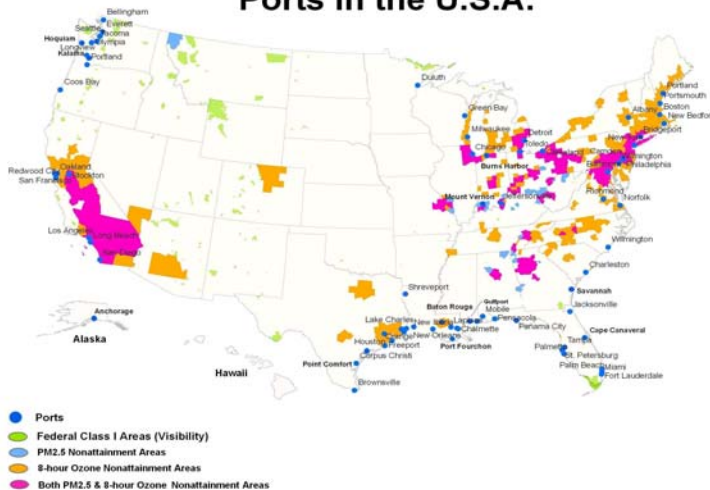 Ports in the U.S.A.
Bellingham
Everett
Seattle
Tacoma
Hoquiam
Olympia
Longview
Kalama
Portland
Coos Bay
Duluth
Green Bay
Milwaukee
Chicago
Burns Harbor
Detroit
Toledo
Portland
Portsmouth
Albany
Boston
New Bedford
Bridgeport
Philadelphia
Redwood City
Oakland
San Francisco
Stockton
Mount Vernon
Richmond
Norfolk
Los Angeles
Long Beach
San Diego
Wilmington
Charleston
Shreveport
Savannah
Baton Rouge
Gulfport
Mobile
Jacksonville
Anchorage
Lake Charles
Pensacola
Panama City
Cape Canaveral
Alaska
Houston
Freeport
New Orleans
Chalmette
Port Fourchon
Tampa
Point Comfort
Corpus Christi
St. Petersburg
Palm Beach
Hawaii
Miami
Fort Lauderdale
Brownsville
Ports
Federal Class I Areas (Visibility)
PM2.5 Nonattainment Areas
8-hour Ozone Nonattainment Areas
Both PM2.5 & 8-hour Ozone Nonattainment Areas